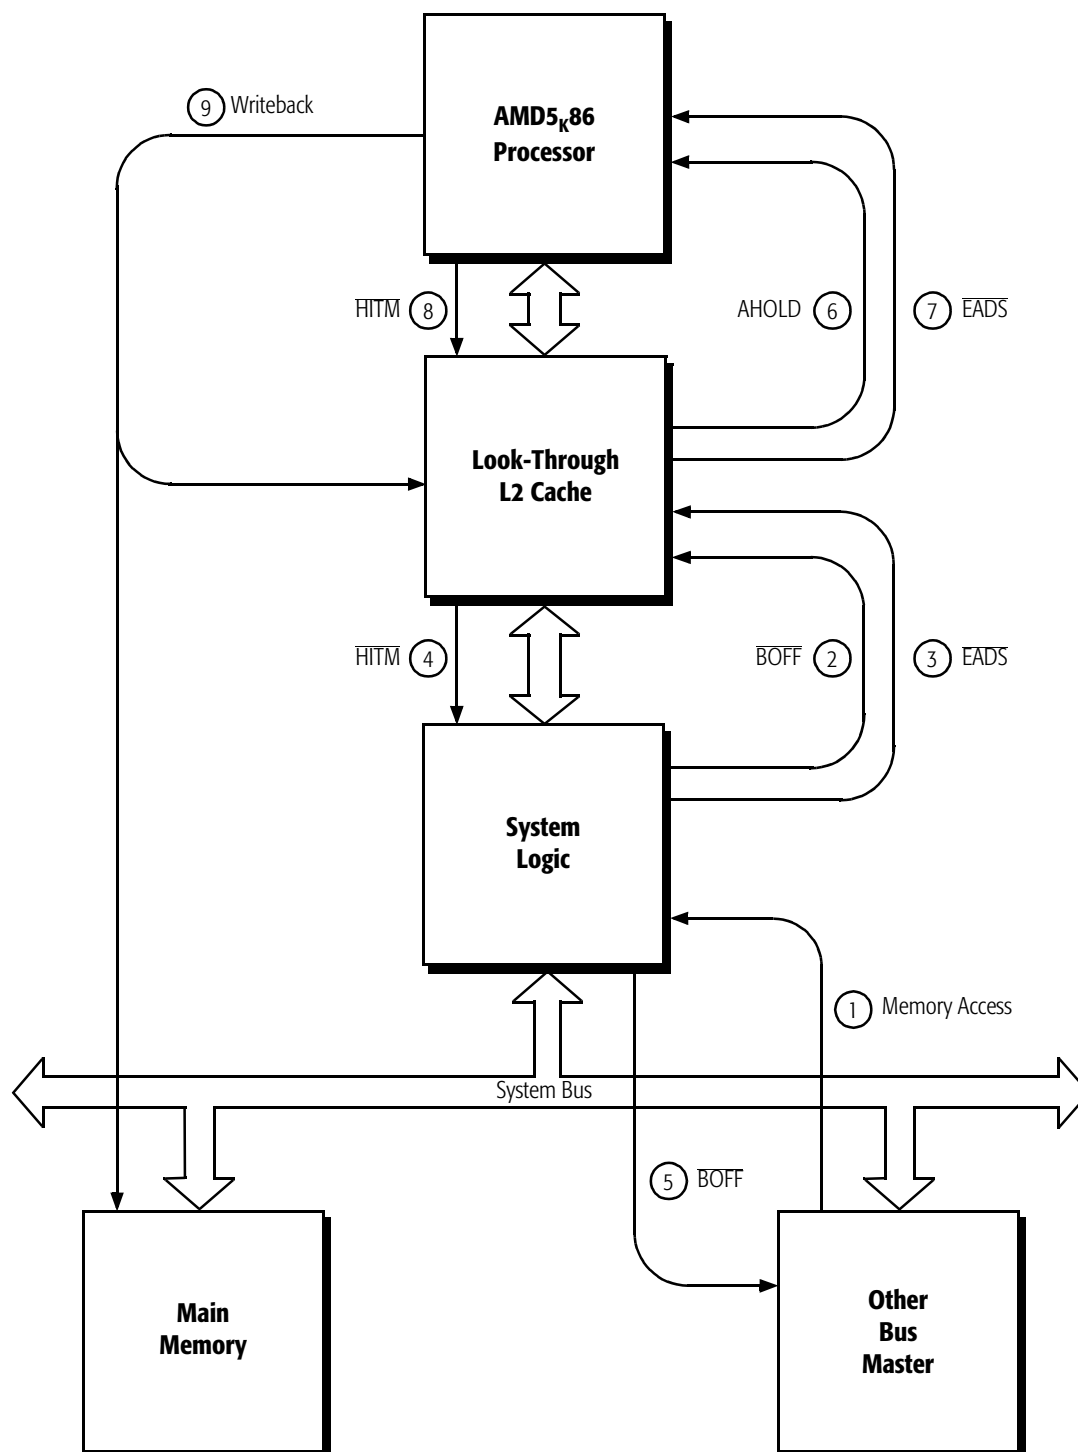 AMD5K86
Processor
9 Writeback
HITM 8
AHOLD 6
7 EADS
Look-Through
L2 Cache
HITM 4
BOFF 2
3 EADS
System
Logic
1 Memory Access
System Bus
5 BOFF
Main
Memory
Other
Bus
Master